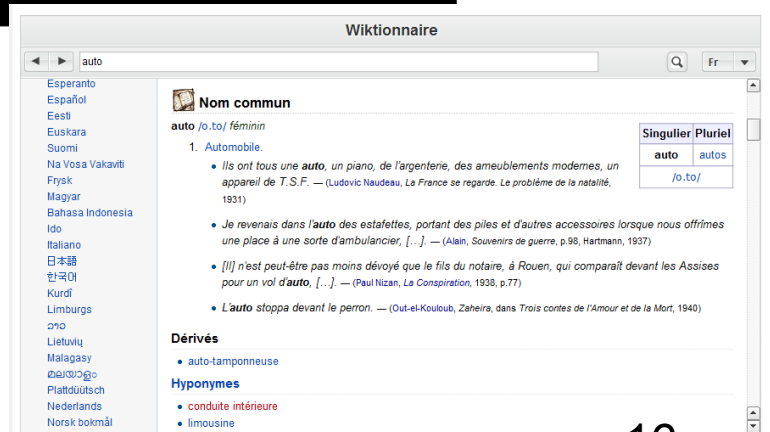 Wiktionnaire
auto
Fr
Esperanto
Español
Eesti
Euskara
Suomi
Na Vosa Vakaviti
Frysk
Magyar
Bahasa Indonesia
Ido
Italiano
日本語
한국어
Kurdî
Limburgs
ລາວ
Lietuvių
Malagasy
മലയാളം
Plattdüütsch
Nederlands
Norsk bokmål
Nom commun
auto /o.to/ féminin
1. Automobile.
• Ils ont tous une auto, un piano, de l'argenterie, des ameublements modernes, un
appareil de T.S.F. — (Ludovic Naudeau, La France se regarde. Le problème de la natalité,
1931)
• Je revenais dans l'auto des estafettes, portant des piles et d'autres accessoires lorsque nous offrîmes
une place à une sorte d'ambulancier, […]. — (Alain, Souvenirs de guerre, p.98, Hartmann, 1937)
• [Il] n'est peut-être pas moins dévoyé que le fils du notaire, à Rouen, qui comparaît devant les Assises
pour un vol d'auto, […]. — (Paul Nizan, La Conspiration, 1938, p.77)
• L'auto stoppa devant le perron. — (Out-el-Kouloub, Zaheira, dans Trois contes de l'Amour et de la Mort, 1940)
Singulier Pluriel
auto autos
/o.to/
Dérivés
• auto-tamponneuse
Hyponymes
• conduite intérieure
• limousine